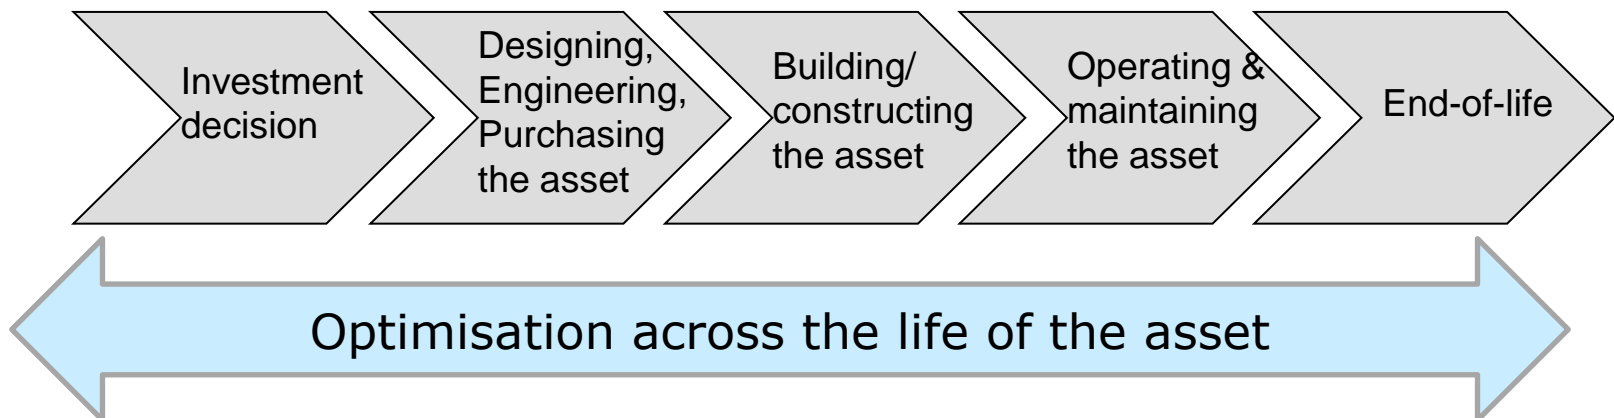 Investment
decision
Designing,
Engineering,
Purchasing
the asset
Building/
constructing
the asset
Operating &
maintaining
the asset
End-of-life
Optimisation across the life of the asset